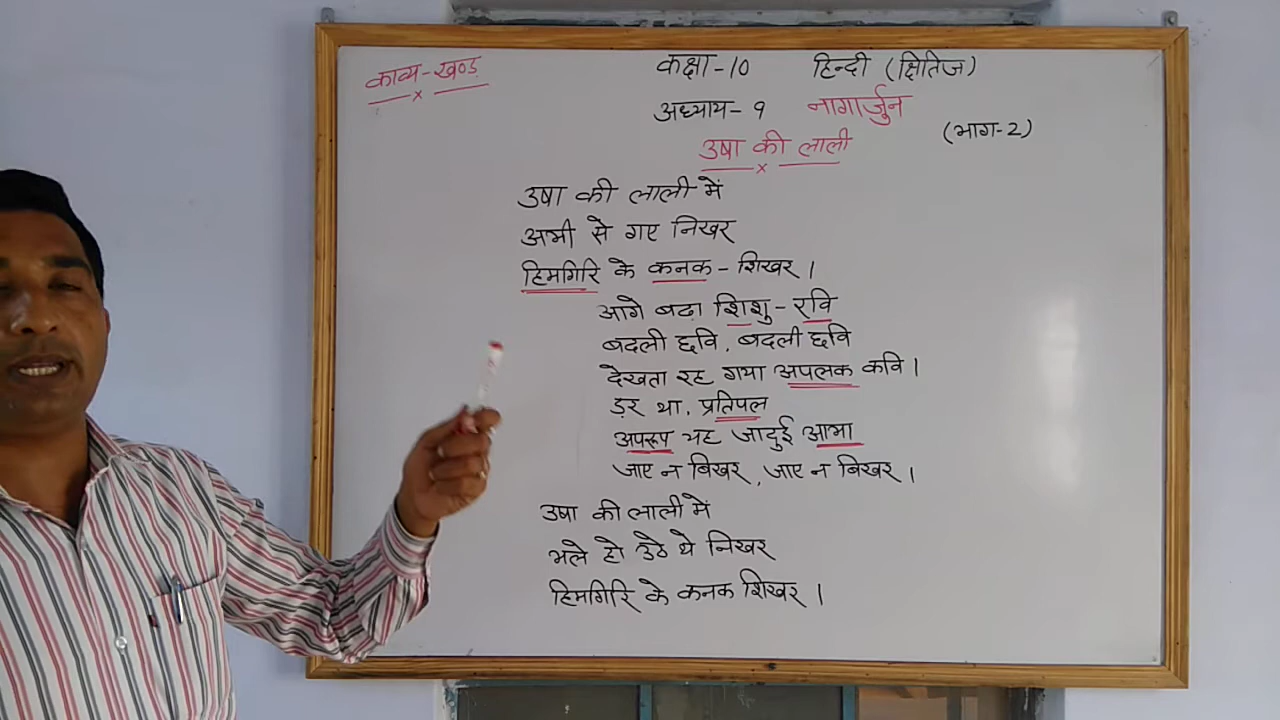 काव्य-खण्ड
कक्षा-10 हिन्दी (क्षितिज)
अध्याय-9 नागार्जुन
(भाग-2)
उषा की लाली
उषा की लाली में
अभी से गए निखर
हिमगिरि के कनक-शिखर।
आगे बढ़ा शिशु-रवि
बदली छवि, बदली छवि
देखता रह गया अपलक कवि।
ड़र था, प्रतिपल
अपरूप यह जादुई आभा
जाए न बिखर, जाए न बिखर।
उषा की लाली में
भले हो उठे थे निखर
हिमगिरि के कनक शिखर।